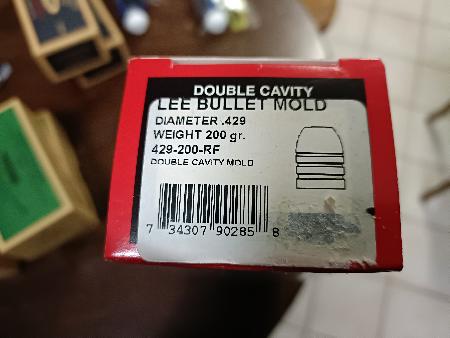 DOUBLE CAVITY
LEE BULLET MOLD
DIAMETER .429
WEIGHT 200 gr.
429-200-RF
DOUBLE CAVITY MOLD
7 34307 90285 8